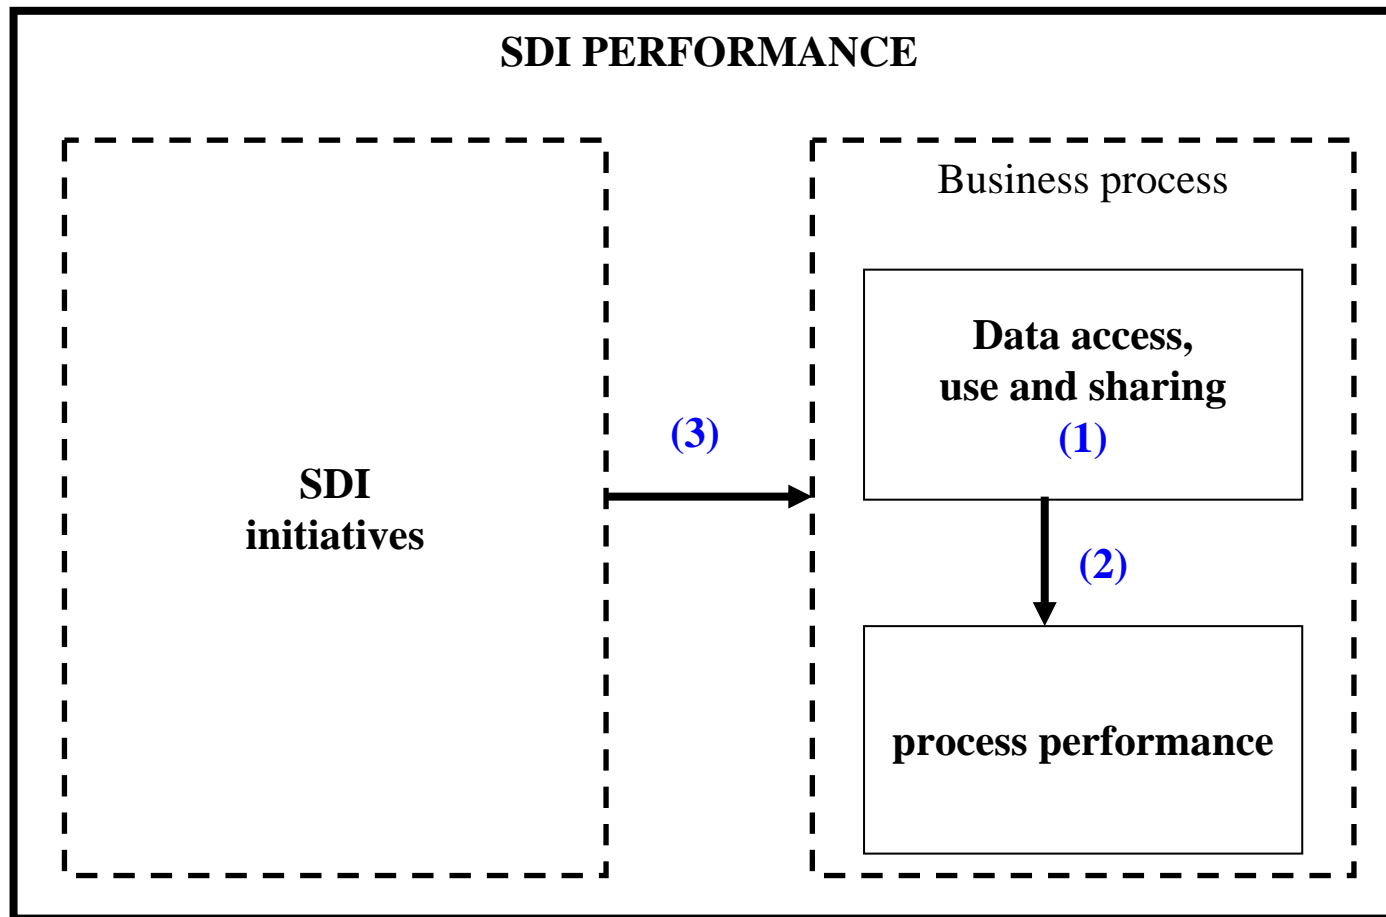 SDI PERFORMANCE
SDI
initiatives
(3)
Business process
Data access,
use and sharing
(1)
(2)
process performance